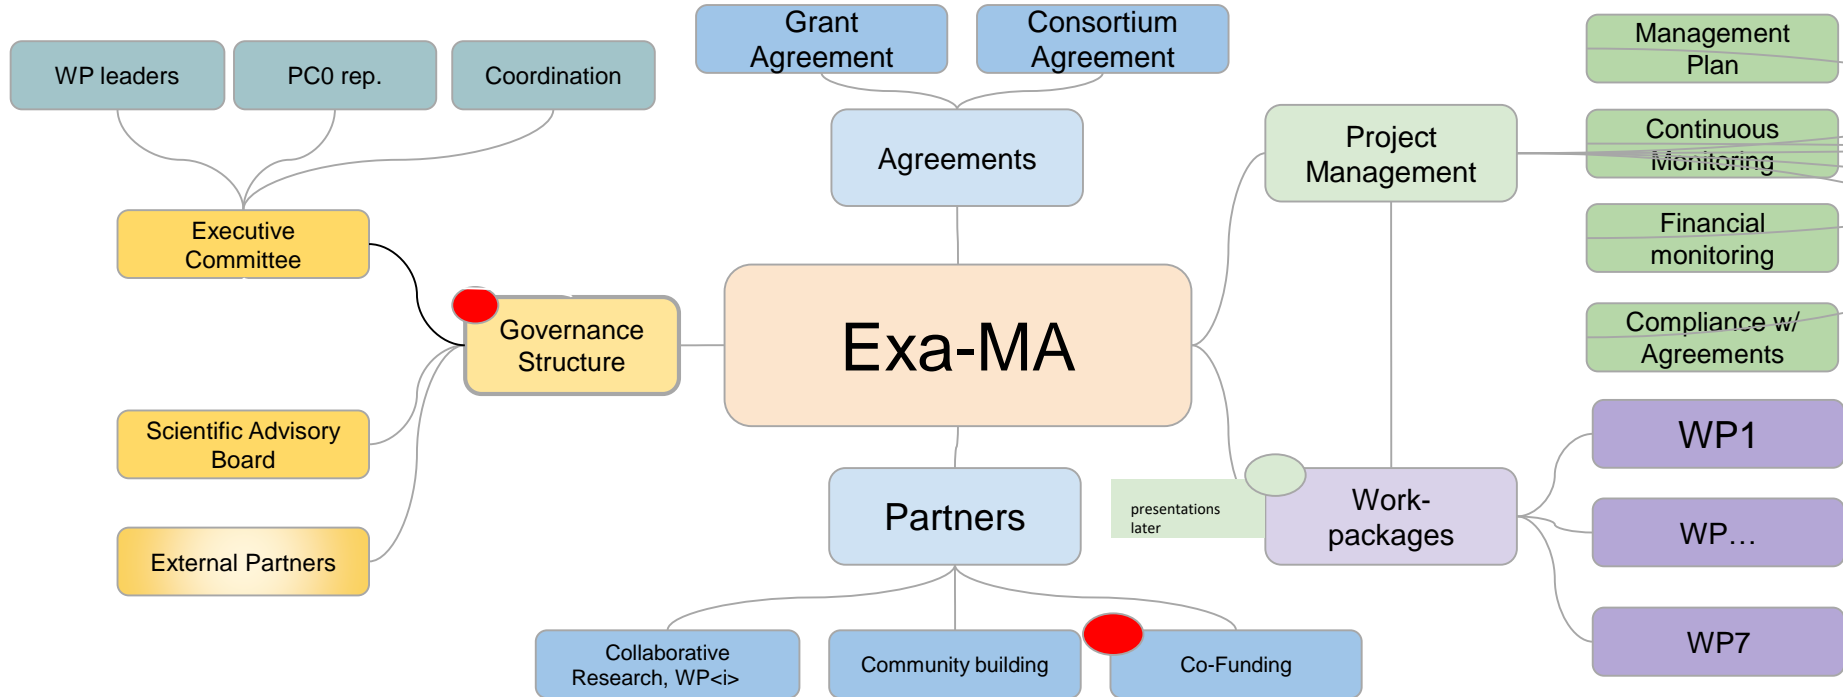 Grant
Agreement
Consortium
Agreement
Management
Plan
WP leaders
PC0 rep.
Coordination
Agreements
Project
Management
Continuous
Monitoring
Executive
Committee
Financial
monitoring
Governance
Structure
Exa-MA
Compliance w/
Agreements
Scientific Advisory
Board
WP1
Partners
presentations
later
Work-
packages
WP...
External Partners
Collaborative
Research, WP<i>
Community building
Co-Funding
WP7